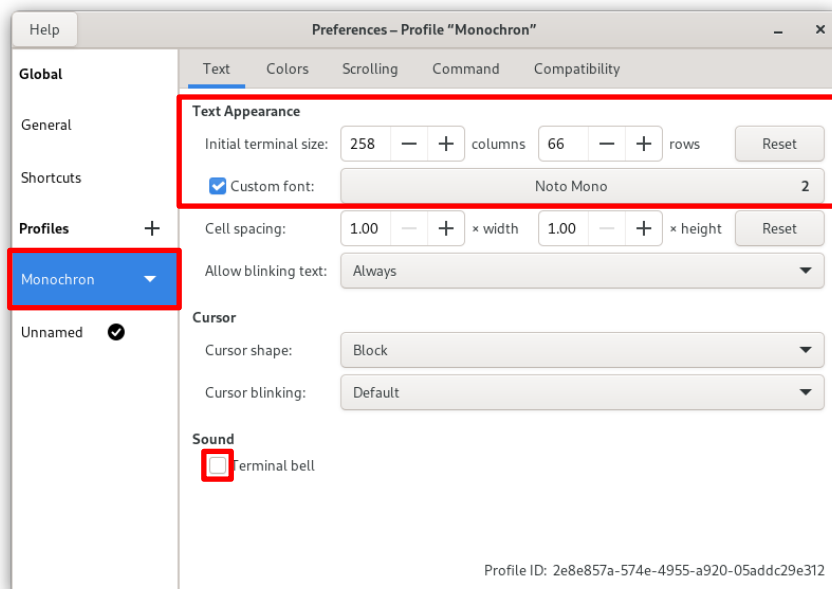 Help
Preferences – Profile “Monochron”
Global
General
Shortcuts
Profiles
Monochron
Unnamed
Text Colors Scrolling Command Compatibility
Text Appearance
Initial terminal size: 258 columns 66 rows Reset
Custom font: Noto Mono 2
Cell spacing: 1.00 × width 1.00 × height Reset
Allow blinking text: Always
Cursor
Cursor shape: Block
Cursor blinking: Default
Sound
Terminal bell
Profile ID: 2e8e857a-574e-4955-a920-05addc29e312